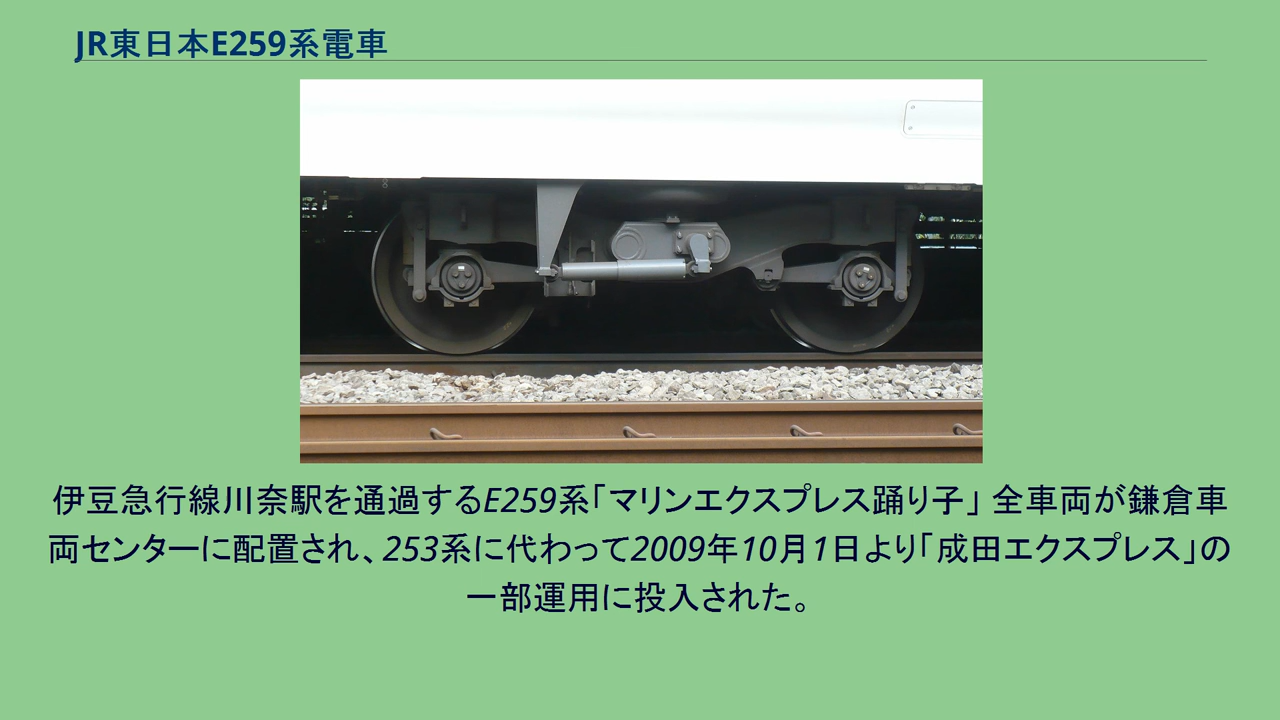 JR東日本E259系電車
伊豆急行線川奈駅を通過するE259系「マリンエクスプレス踊り子」 全車両が鎌倉車
両センターに配置され、253系に代わって2009年10月1日より「成田エクスプレス」の
一部運用に投入された。